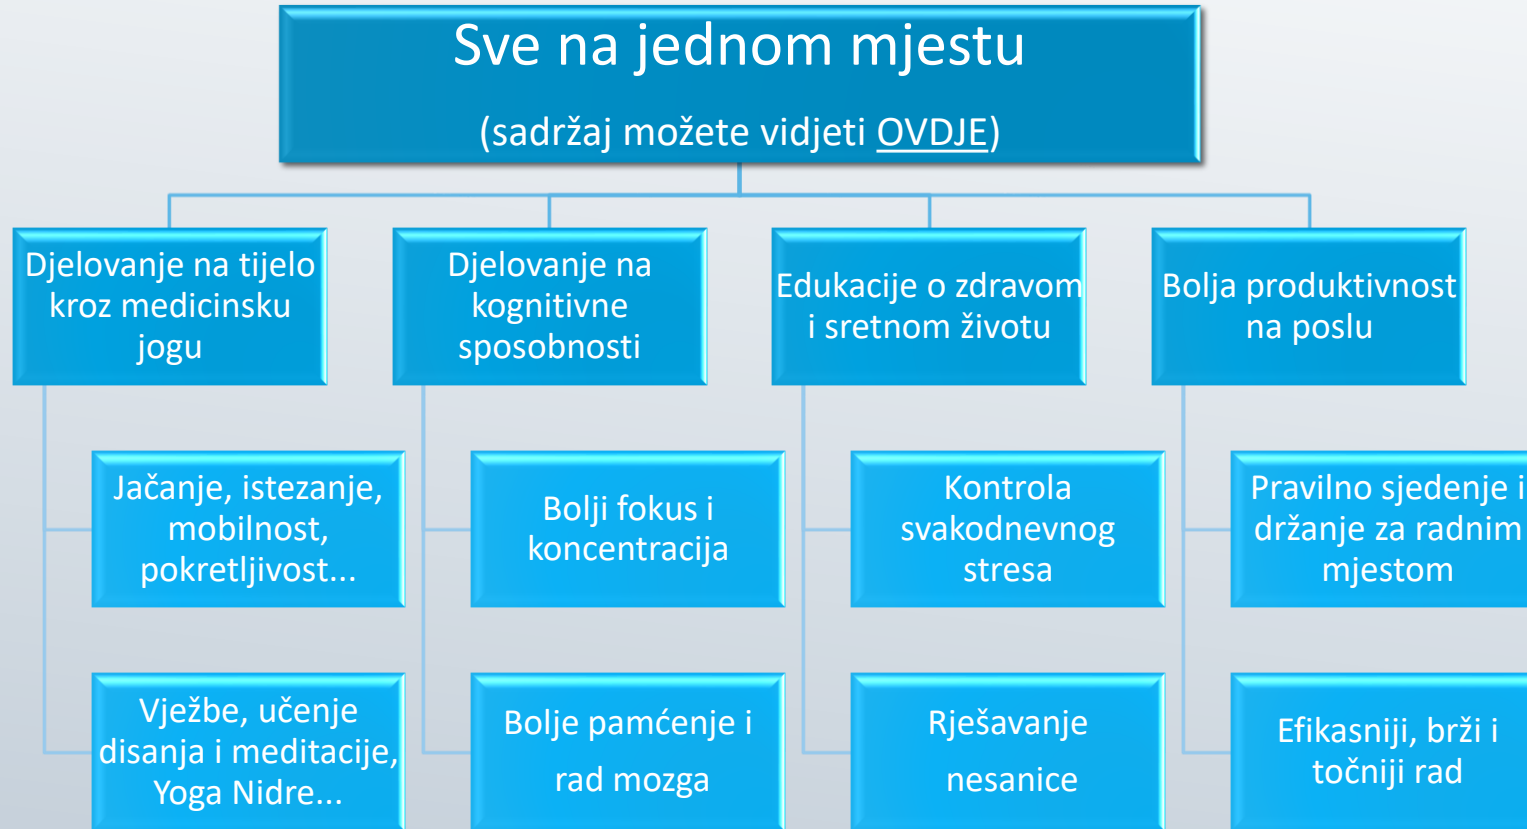 Sve na jednom mjestu
(sadržaj možete vidjeti OVDJE)
Djelovanje na tijelo
kroz medicinsku
jogu
Jačanje, istezanje,
mobilnost,
pokretljivost...
Vježbe, učenje
disanja i meditacije,
Yoga Nidre...
Djelovanje na
kognitivne
sposobnosti
Bolji fokus i
koncentracija
Bolje pamćenje i
rad mozga
Edukacije o zdravom
i sretnom životu
Kontrola
svakodnevnog
stresa
Rješavanje
nesanice
Bolja produktivnost
na poslu
Pravilno sjedenje i
držanje za radnim
mjestom
Efikasniji, brži i
točniji rad